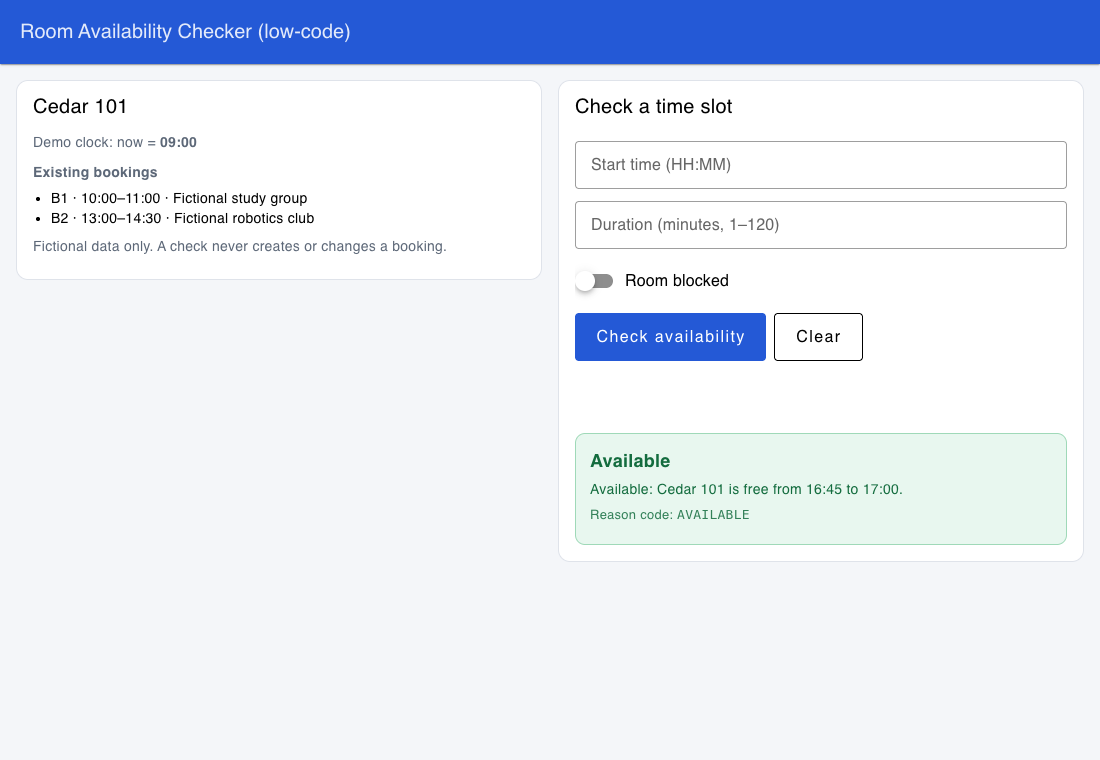 Room Availability Checker (low-code)
Cedar 101
Demo clock: now = 09:00
Existing bookings
• B1 · 10:00–11:00 · Fictional study group
• B2 · 13:00–14:30 · Fictional robotics club
Fictional data only. A check never creates or changes a booking.
Check a time slot
Start time (HH:MM)
Duration (minutes, 1–120)
Room blocked
Check availability
Clear
Available
Available: Cedar 101 is free from 16:45 to 17:00.
Reason code: AVAILABLE